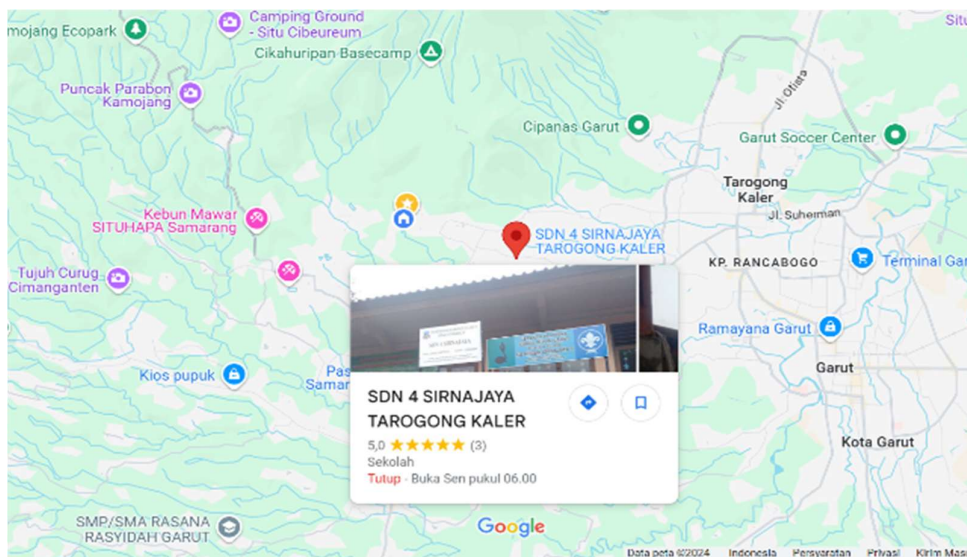 mojang Ecopark
Camping Ground
- Situ Cibeureum
Situ
Cikahuripan Basecamp
Puncak Parabon
Kamojang
Jl. Otista
Cipanas Garut
Garut Soccer Center
Tarogong
Kaler
Jl. Suherman
Kebun Mawar
SITUHAPA Samarang
SDN 4 SIRNAJAYA
TAROGONG KALER
KP. RANCABOGO
Terminal Gar
Tujuh Curug
Cimanganten
Ramayana Garut
Kios pupuk
Pas
Samar
Garut
SDN 4 SIRNAJAYA
TAROGONG KALER
5,0 (3)
Sekolah
Tutup · Buka Sen pukul 06.00
Kota Garut
SMP/SMA RASANA
RASYIDAH GARUT
Google
Data peta ©2024 Indonesia Persyaratan Privasi Kirim Mas